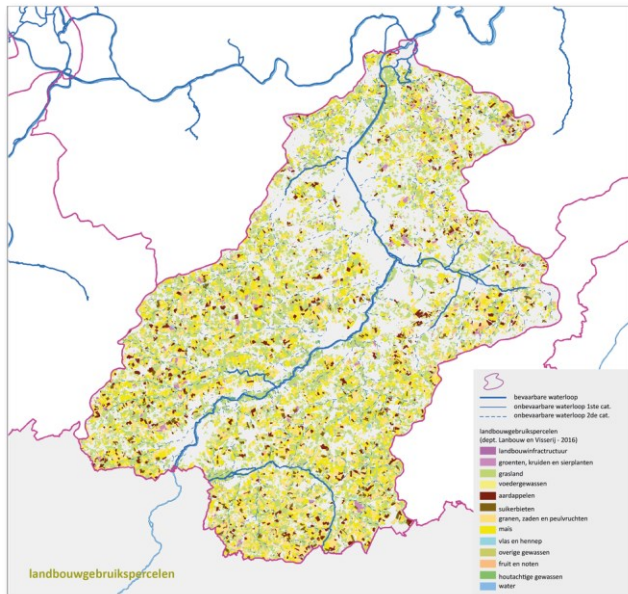 bevaarbare waterloop
onbevaarbare waterloop 1ste cat.
onbevaarbare waterloop 2de cat.
landbouwgebruikspercelen
(dept. Lanbouw en Visserij - 2016)
landbouwinfractructuur
groenten, kruiden en sierplanten
grasland
voedergewassen
aardappelen
suikerbieten
granen, zaden en peulvruchten
maïs
vlas en hennep
overige gewassen
fruit en noten
houtachtige gewassen
water
landbouwgebruikspercelen